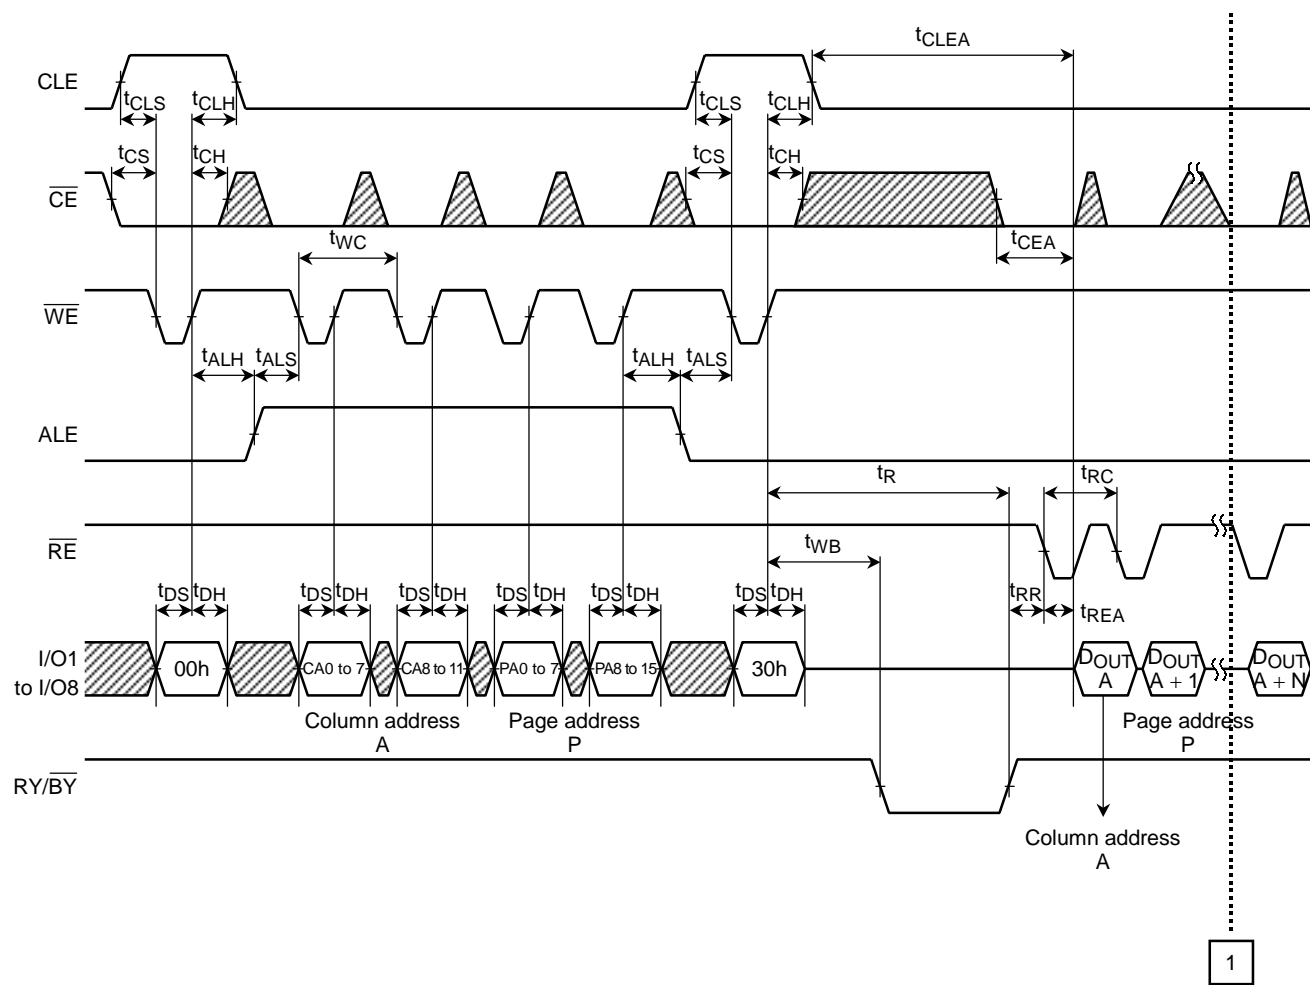 tCLEA
CLE
tCLS tCLH tCLS tCLH
tCS tCH tCS tCH
CE
tWC tCEA
WE
tALH tALS tALH tALS
ALE
tR tRC
RE
tWB
tDS tDH tDS tDH tDS tDH tDS tDH tDS tDH tDS tDH tRR tREA
I/O1
to I/O8
00h CA0 to 7 CA8 to 11 PA0 to 7 PA8 to 15 30h
DOUT
A
DOUT
A + 1
DOUT
A + N
Column address
A
Page address
P
Page address
P
RY/BY
Column address
A
1